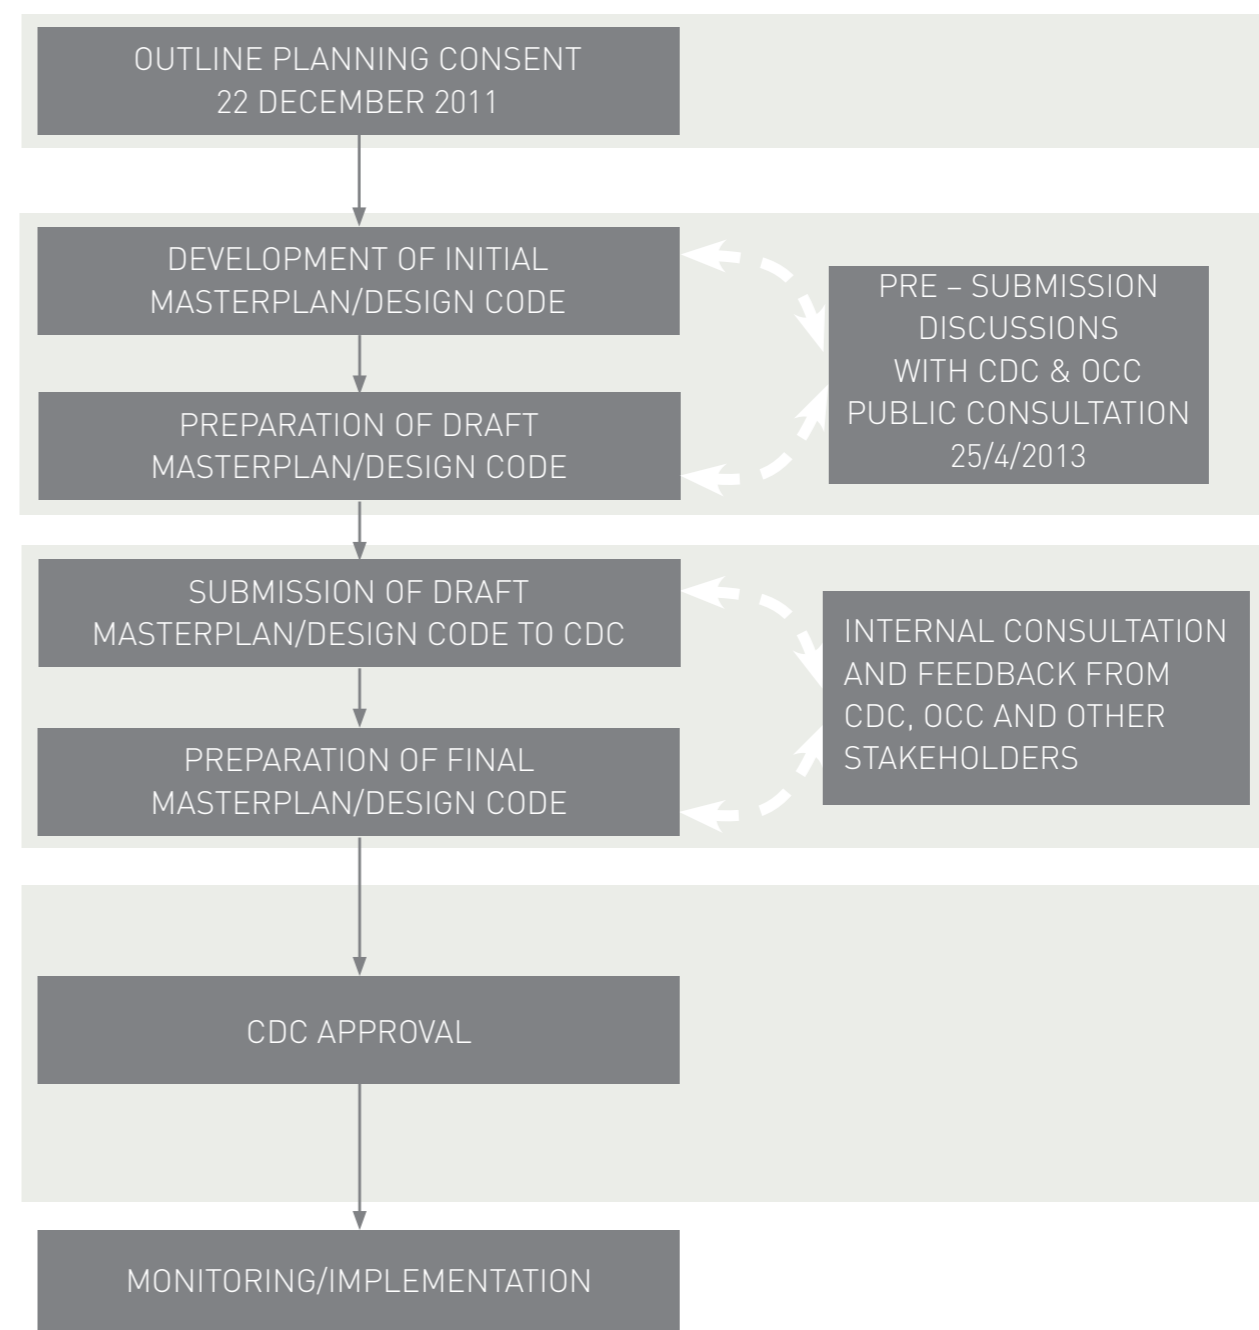 OUTLINE PLANNING CONSENT
22 DECEMBER 2011
DEVELOPMENT OF INITIAL
MASTERPLAN/DESIGN CODE
PRE – SUBMISSION
DISCUSSIONS
WITH CDC & OCC
PUBLIC CONSULTATION
25/4/2013
PREPARATION OF DRAFT
MASTERPLAN/DESIGN CODE
SUBMISSION OF DRAFT
MASTERPLAN/DESIGN CODE TO CDC
INTERNAL CONSULTATION
AND FEEDBACK FROM
CDC, OCC AND OTHER
STAKEHOLDERS
PREPARATION OF FINAL
MASTERPLAN/DESIGN CODE
CDC APPROVAL
MONITORING/IMPLEMENTATION